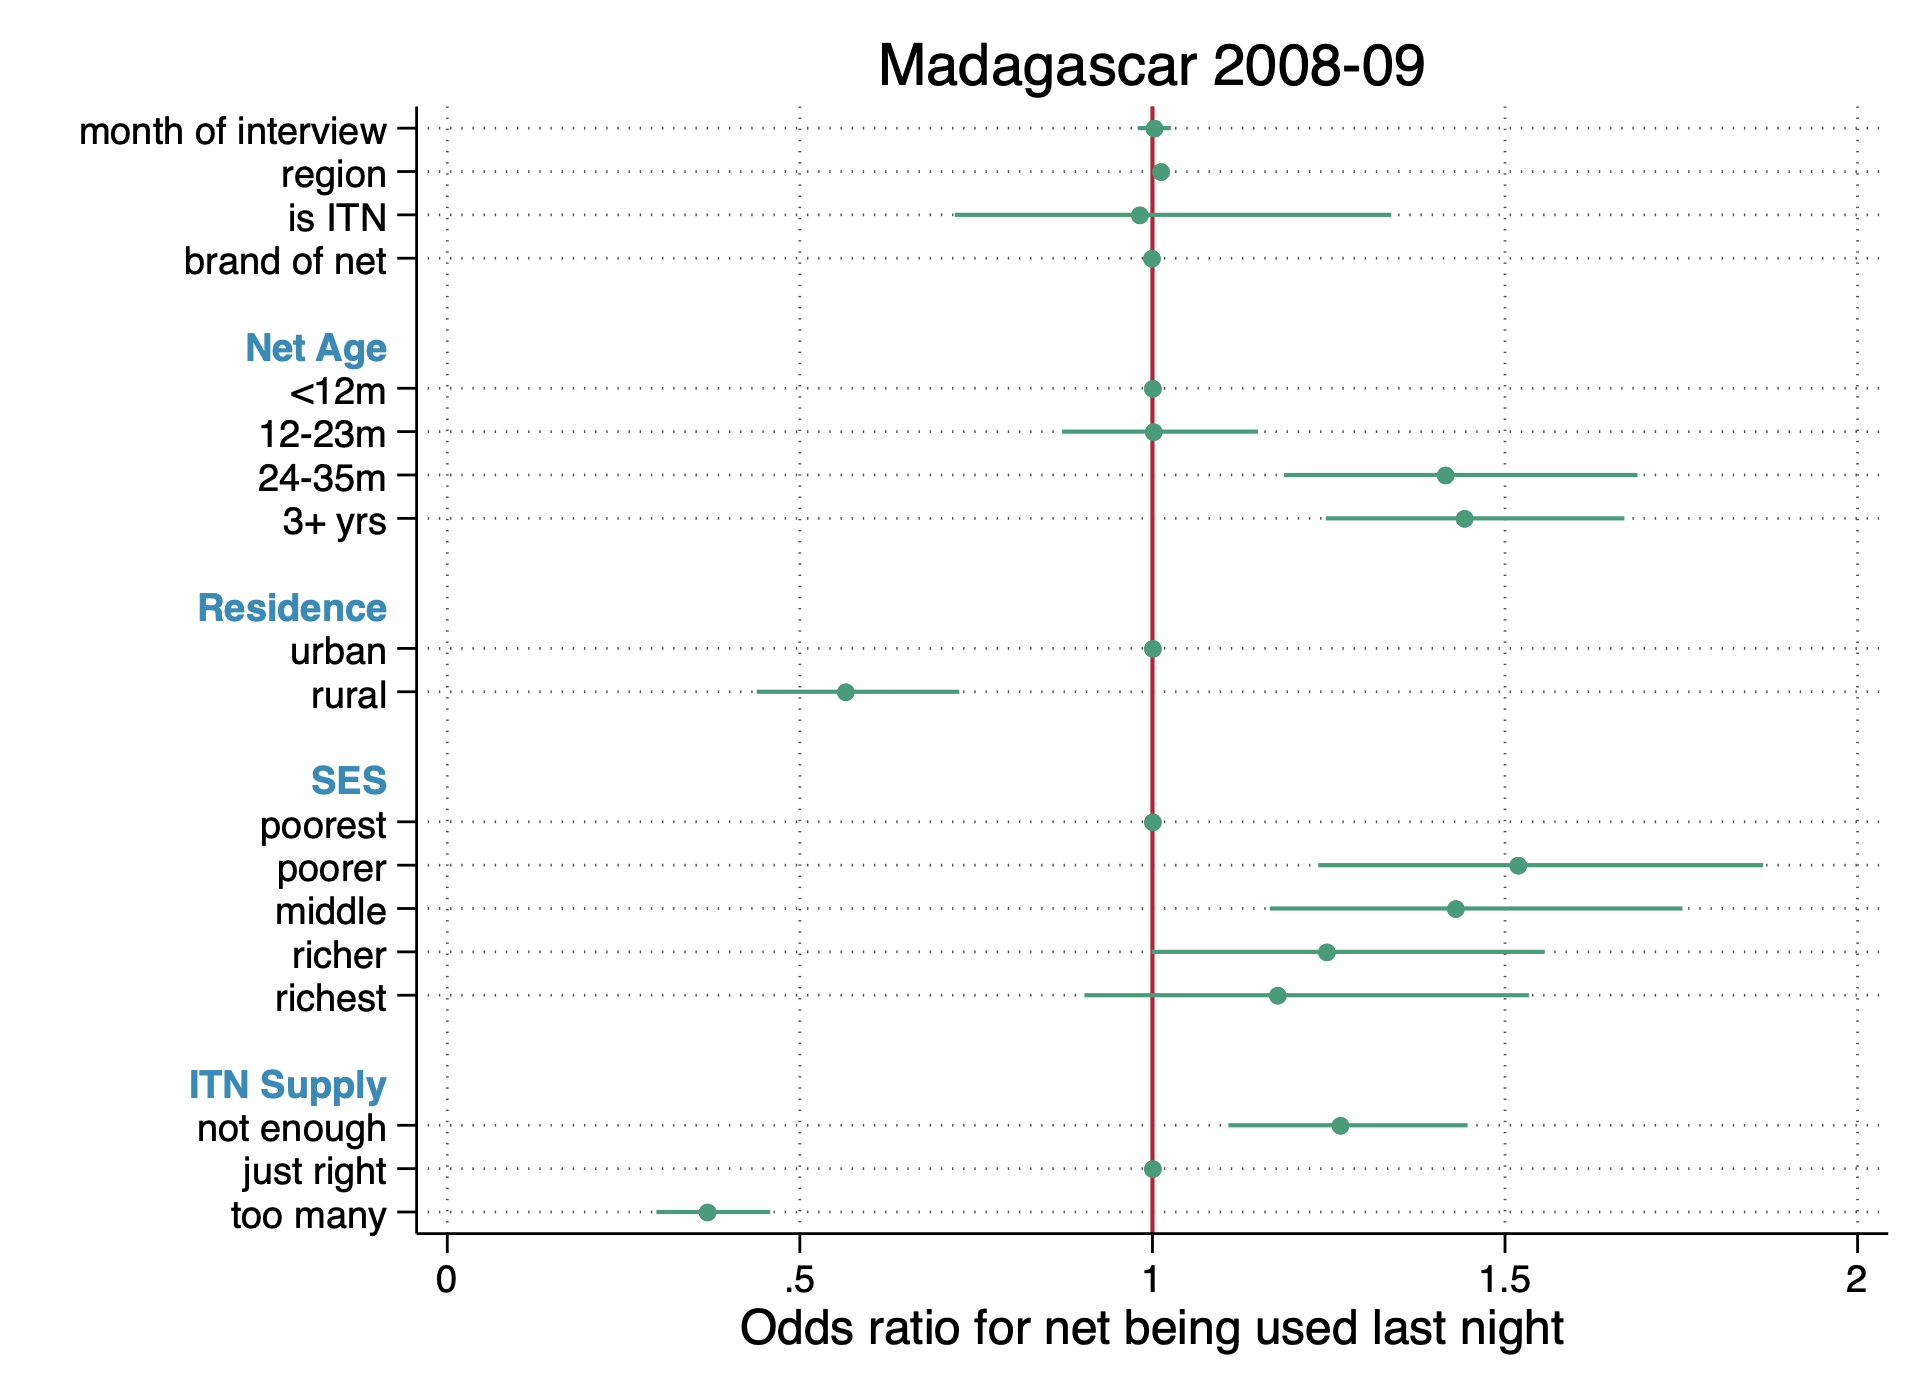 Madagascar 2008-09
month of interview
region
is ITN
brand of net
Net Age
<12m
12-23m
24-35m
3+ yrs
Residence
urban
rural
SES
poorest
poorer
middle
richer
richest
ITN Supply
not enough
just right
too many
0 .5 1 1.5 2
Odds ratio for net being used last night